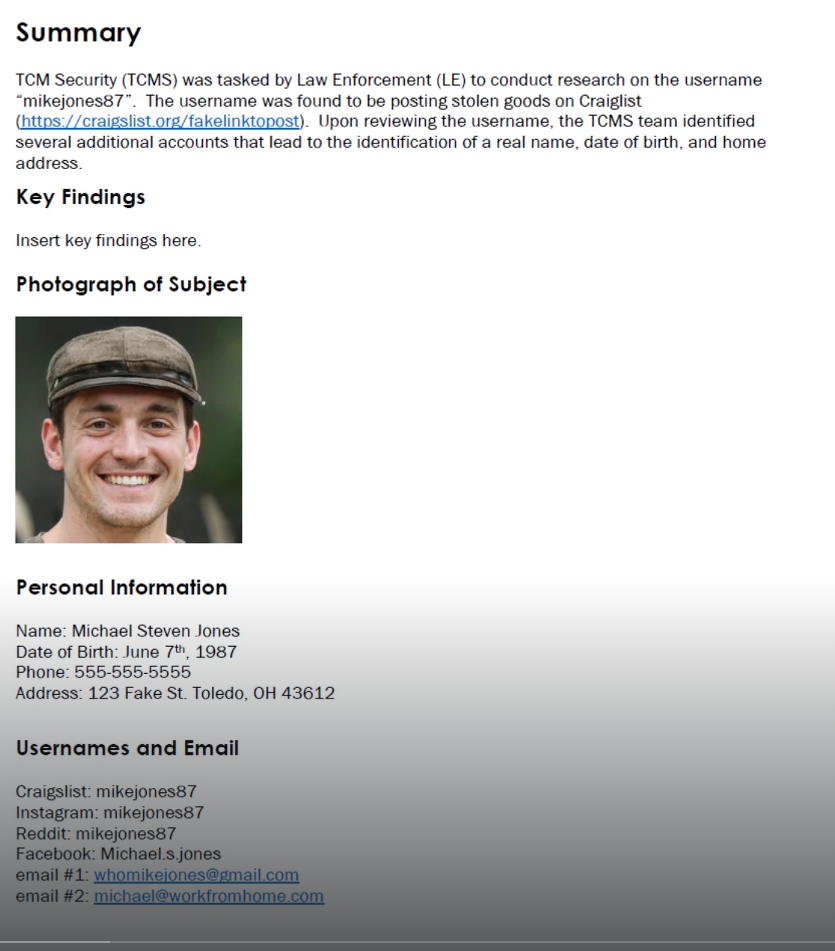 Summary
TCM Security (TCMS) was tasked by Law Enforcement (LE) to conduct research on the username
“mikejones87”.  The username was found to be posting stolen goods on Craiglist
(https://craigslist.org/fakelinktopost).  Upon reviewing the username, the TCMS team identified
several additional accounts that lead to the identification of a real name, date of birth, and home
address.
Key Findings
Insert key findings here.
Photograph of Subject
Personal Information
Name: Michael Steven Jones
Date of Birth: June 7th, 1987
Phone: 555-555-5555
Address: 123 Fake St. Toledo, OH 43612
Usernames and Email
Craigslist: mikejones87
Instagram: mikejones87
Reddit: mikejones87
Facebook: Michael.s.jones
email #1: whomikejones@gmail.com
email #2: michael@workfromhome.com